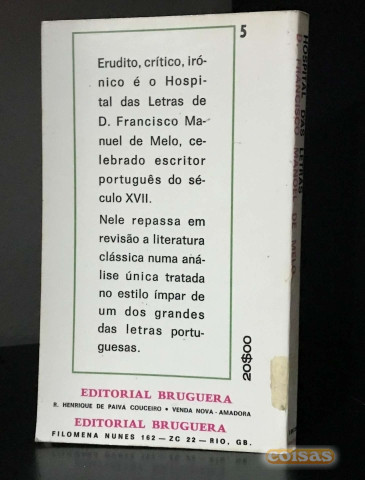 5
Erudito, crítico, iró-
nico é o Hospi-
tal das Letras de
D. Francisco Ma-
nuel de Melo, ce-
lebrado escritor
português do sé-
culo XVII.
Nele repassa em
revisão a literatura
clássica numa aná-
lise única tratada
no estilo ímpar de
um dos grandes
das letras portu-
guesas.
20$00
EDITORIAL BRUGUERA
R. HENRIQUE DE PAIVA COUCEIRO • VENDA NOVA - AMADORA
EDITORIAL BRUGUERA
FILOMENA NUNES 162 — ZC 22 — RIO, GB.
HOSPITAL DAS LETRAS
D. FRANCISCO MANOEL DE MELO
coisas